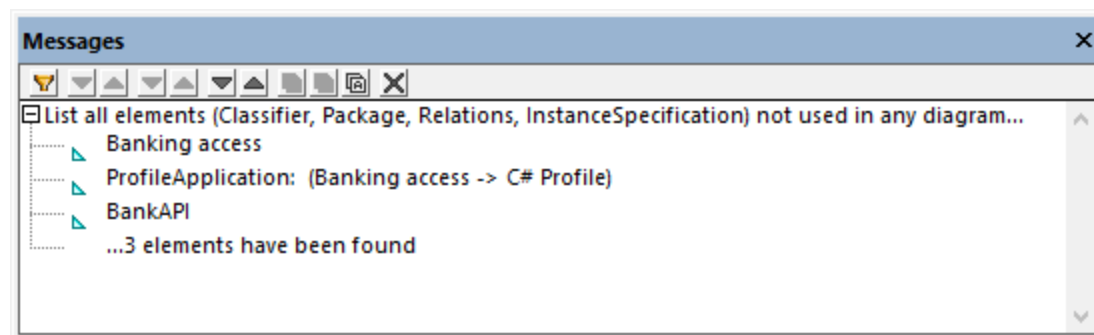 Messages
List all elements (Classifier, Package, Relations, InstanceSpecification) not used in any diagram...
Banking access
ProfileApplication: (Banking access -> C# Profile)
BankAPI
...3 elements have been found